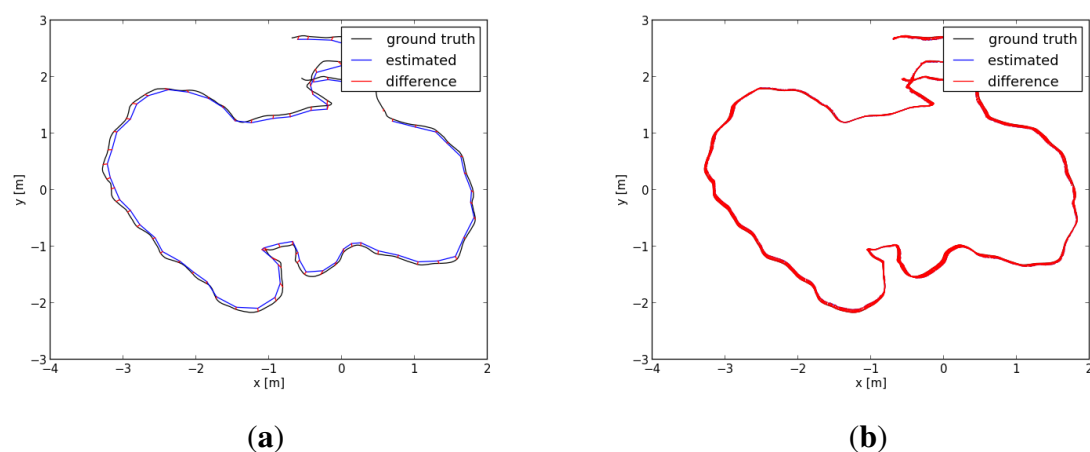 3
2
1
0
−1
−2
−3
y [m]
−4 −3 −2 −1 0 1 2
x [m]
ground truth
estimated
difference
(a)
3
2
1
0
−1
−2
−3
y [m]
−4 −3 −2 −1 0 1 2
x [m]
ground truth
estimated
difference
(b)